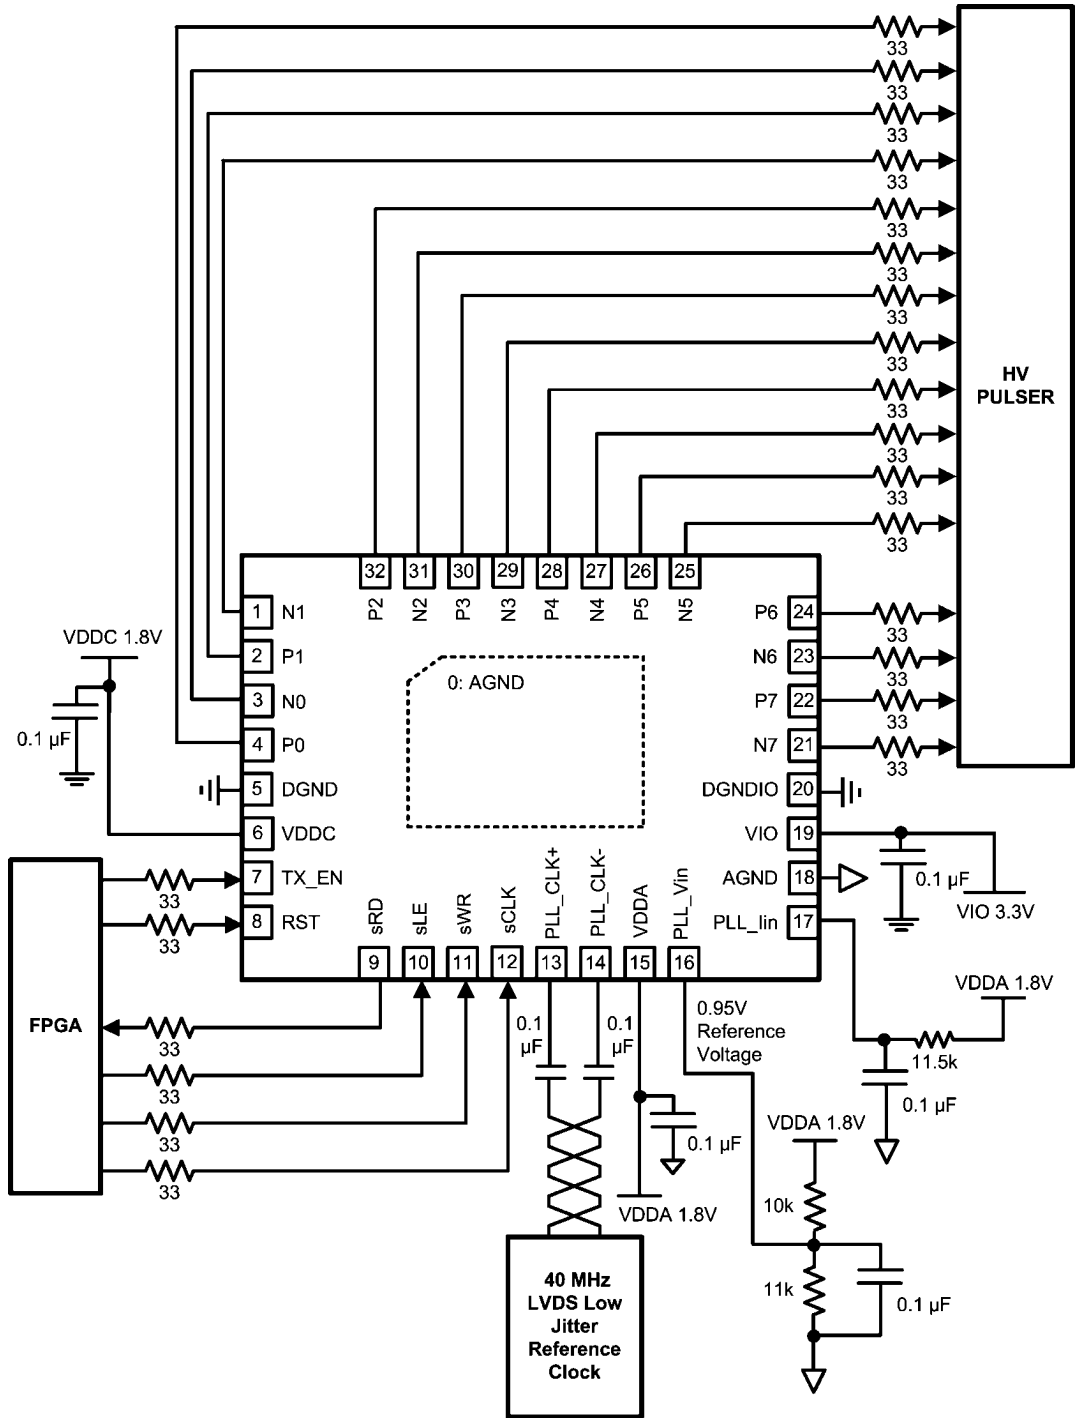 33
33
33
33
33
33
33
33
33
33
33
33
HV
PULSER
32
31
30
29
28
27
26
25
P2
N2
P3
N3
P4
N4
P5
N5
1 N1
2 P1
3 N0
4 P0
5 DGND
6 VDDC
7 TX_EN
8 RST
VDDC 1.8V
0.1 µF
0: AGND
P6 24
N6 23
P7 22
N7 21
DGNDIO 20
VIO 19
AGND 18
PLL_Iin 17
33
33
33
33
0.1 µF
VIO 3.3V
sRD
sLE
sWR
sCLK
PLL_CLK+
PLL_CLK-
VDDA
PLL_Vin
9
10
11
12
13
14
15
16
FPGA
33
33
33
33
33
33
0.1
µF
0.1
µF
0.95V
Reference
Voltage
VDDA 1.8V
11.5k
0.1 µF
0.1 µF
VDDA 1.8V
VDDA 1.8V
10k
11k
0.1 µF
40 MHz
LVDS Low
Jitter
Reference
Clock